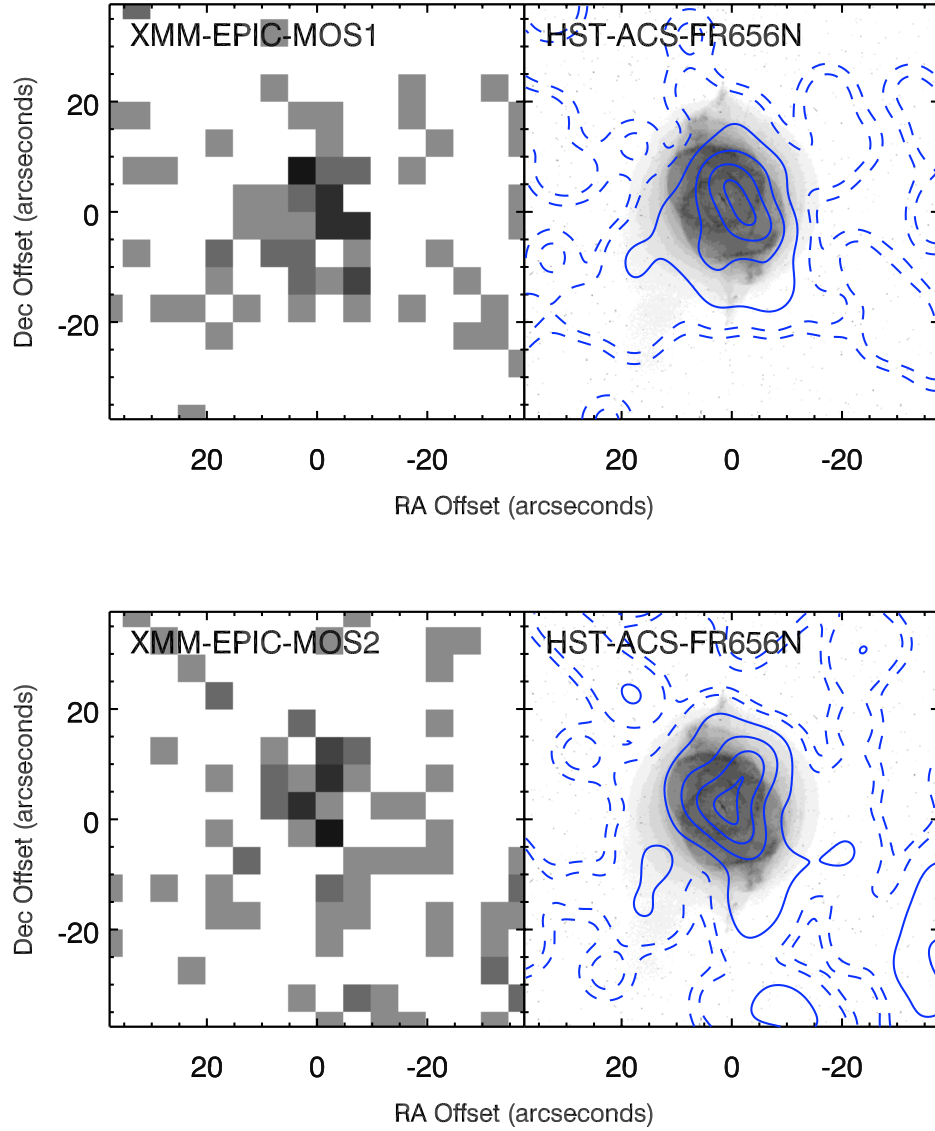 XMM-EPIC-MOS1 HST-ACS-FR656N
20
0
-20
Dec Offset (arcseconds)
20 0 -20 20 0 -20
RA Offset (arcseconds)
XMM-EPIC-MOS2 HST-ACS-FR656N
20
0
-20
Dec Offset (arcseconds)
20 0 -20 20 0 -20
RA Offset (arcseconds)